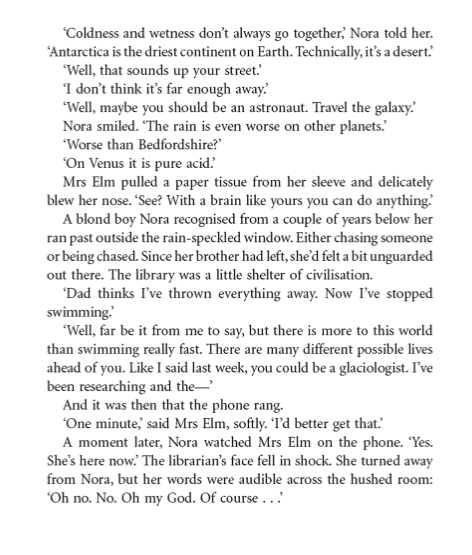 ‘Coldness and wetness don’t always go together,’ Nora told her.
‘Antarctica is the driest continent on Earth. Technically, it’s a desert.’
‘Well, that sounds up your street.’
‘I don’t think it’s far enough away.’
‘Well, maybe you should be an astronaut. Travel the galaxy.’
Nora smiled. ‘The rain is even worse on other planets.’
‘Worse than Bedfordshire?’
‘On Venus it is pure acid.’
Mrs Elm pulled a paper tissue from her sleeve and delicately
blew her nose. ‘See? With a brain like yours you can do anything.’
A blond boy Nora recognised from a couple of years below her
ran past outside the rain-speckled window. Either chasing someone
or being chased. Since her brother had left, she’d felt a bit unguarded
out there. The library was a little shelter of civilisation.
‘Dad thinks I’ve thrown everything away. Now I’ve stopped
swimming.’
‘Well, far be it from me to say, but there is more to this world
than swimming really fast. There are many different possible lives
ahead of you. Like I said last week, you could be a glaciologist. I’ve
been researching and the—’
And it was then that the phone rang.
‘One minute,’ said Mrs Elm, softly. ‘I’d better get that.’
A moment later, Nora watched Mrs Elm on the phone. ‘Yes.
She’s here now.’ The librarian’s face fell in shock. She turned away
from Nora, but her words were audible across the hushed room:
‘Oh no. No. Oh my God. Of course . . .’